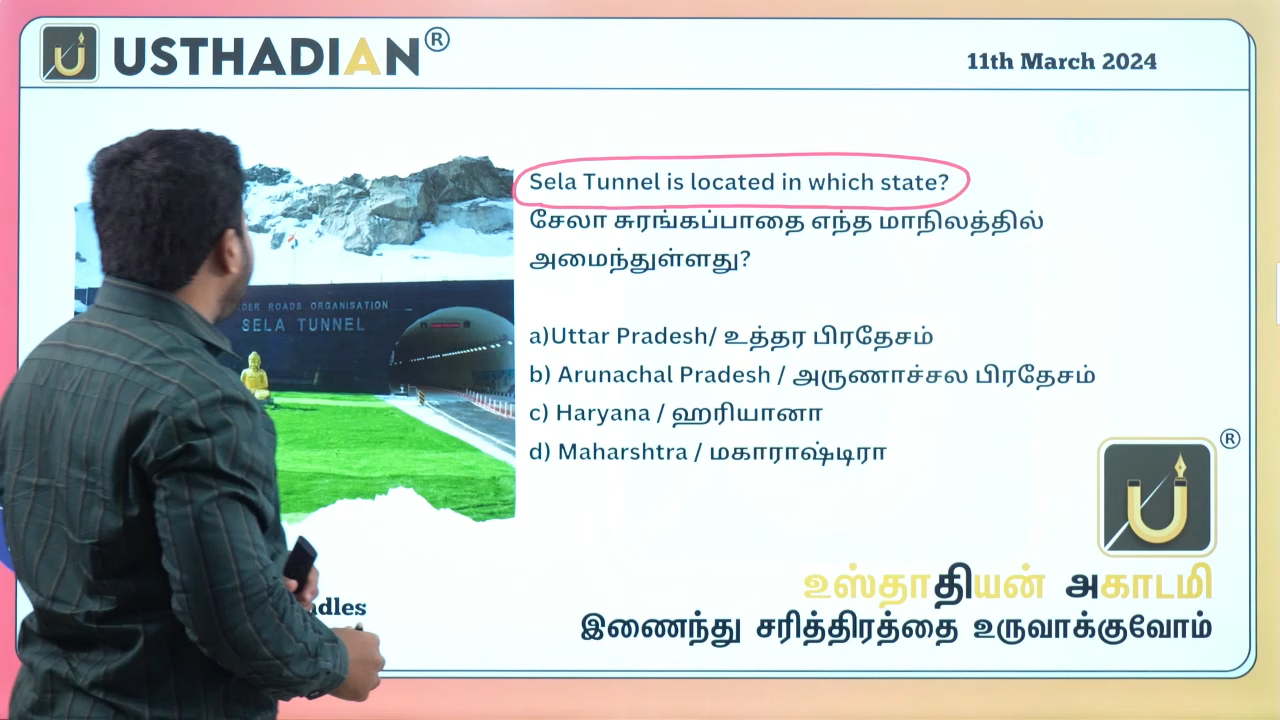 USTHADIAN®
11th March 2024
Sela Tunnel is located in which state?
சேலா சுரங்கப்பாதை எந்த மாநிலத்தில்
அமைந்துள்ளது?
ROADS ORGANISATION
SELA TUNNEL
a)Uttar Pradesh/ உத்தர பிரதேசம்
b) Arunachal Pradesh / அருணாச்சல பிரதேசம்
c) Haryana / ஹரியானா
d) Maharshtra / மகாராஷ்டிரா
®
உஸ்தாதியன் அகாடமி
இணைந்து சரித்திரத்தை உருவாக்குவோம்